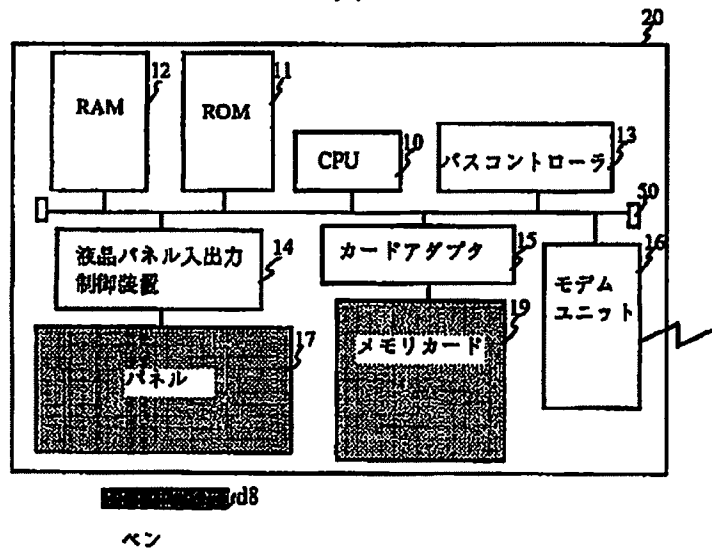 20
12
RAM
11
ROM
10
CPU
13
バスコントローラ
50
14
液晶パネル入出力
制御装置
15
カードアダプタ
16
モデム
ユニット
17
パネル
19
メモリカード
d8
ペン